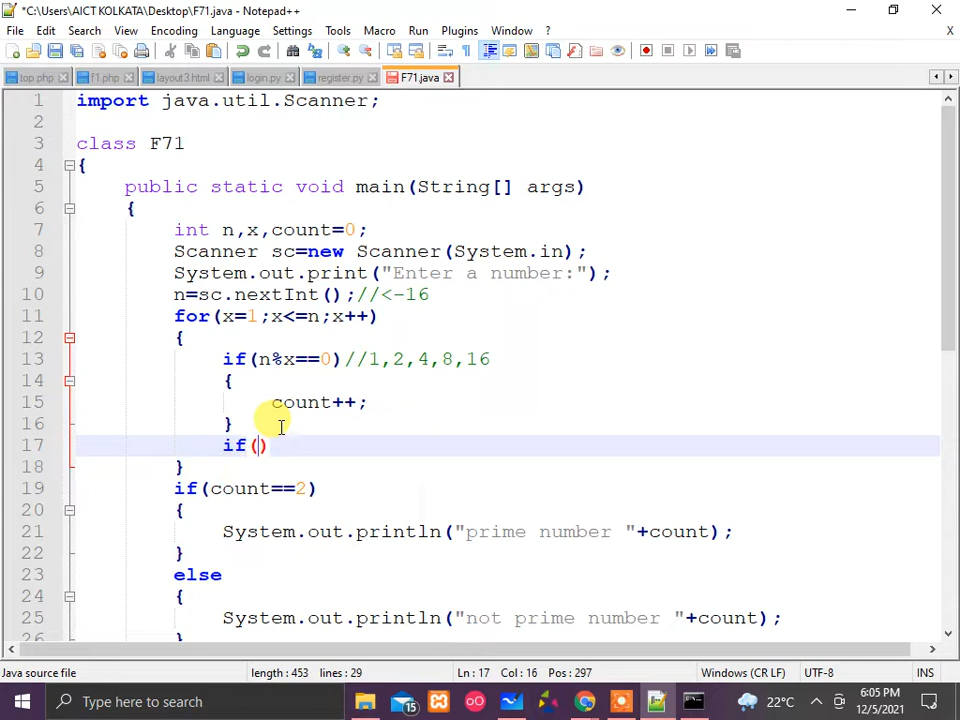 *C:\Users\AICT KOLKATA\Desktop\F71.java - Notepad++
File Edit Search View Encoding Language Settings Tools Macro Run Plugins Window ? X
top.php f1.php layout3.html login.py register.py F71.java
1 import java.util.Scanner;
2
3 class F71
4 {
5 public static void main(String[] args)
6 {
7 int n,x,count=0;
8 Scanner sc=new Scanner(System.in);
9 System.out.print("Enter a number:");
10 n=sc.nextInt();//<-16
11 for(x=1;x<=n;x++)
12 {
13 if(n%x==0)//1,2,4,8,16
14 {
15 count++;
16 }
17 if()
18 }
19 if(count==2)
20 {
21 System.out.println("prime number "+count);
22 }
23 else
24 {
25 System.out.println("not prime number "+count);
26 }
Java source file length : 453 lines : 29 Ln : 17 Col : 16 Pos : 297 Windows (CR LF) UTF-8 INS
Type here to search 15 22°C 6:05 PM
12/5/2021